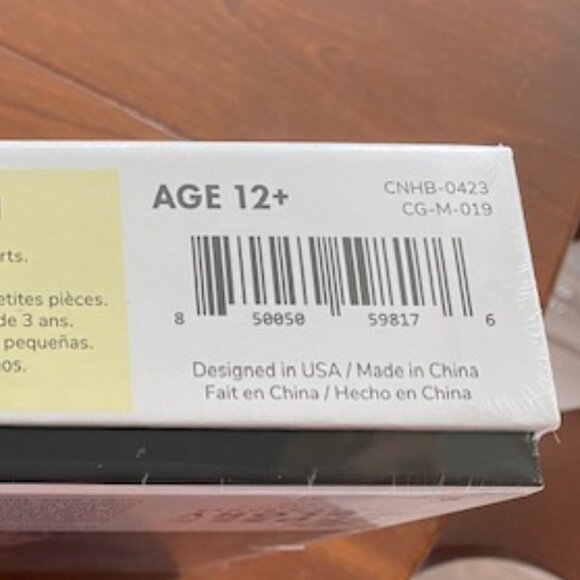 rts.
etites pièces.
de 3 ans.
pequeñas.
os.
AGE 12+
CNHB-0423
CG-M-019
8 50050 59817 6
Designed in USA / Made in China
Fait en China / Hecho en China